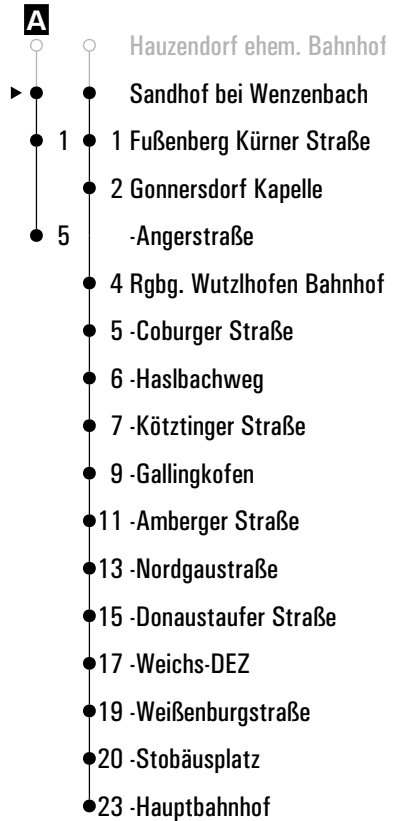 A
Hauzendorf ehem. Bahnhof
Sandhof bei Wenzenbach
1 1 Fußenberg Kürner Straße
2 Gonnersdorf Kapelle
5 -Angerstraße
4 Rgbg. Wutzlhofen Bahnhof
5 -Coburger Straße
6 -Haslbachweg
7 -Kötztinger Straße
9 -Gallingkofen
11 -Amberger Straße
13 -Nordgaustraße
15 -Donaustaufer Straße
17 -Weichs-DEZ
19 -Weißenburgstraße
20 -Stobäusplatz
23 -Hauptbahnhof